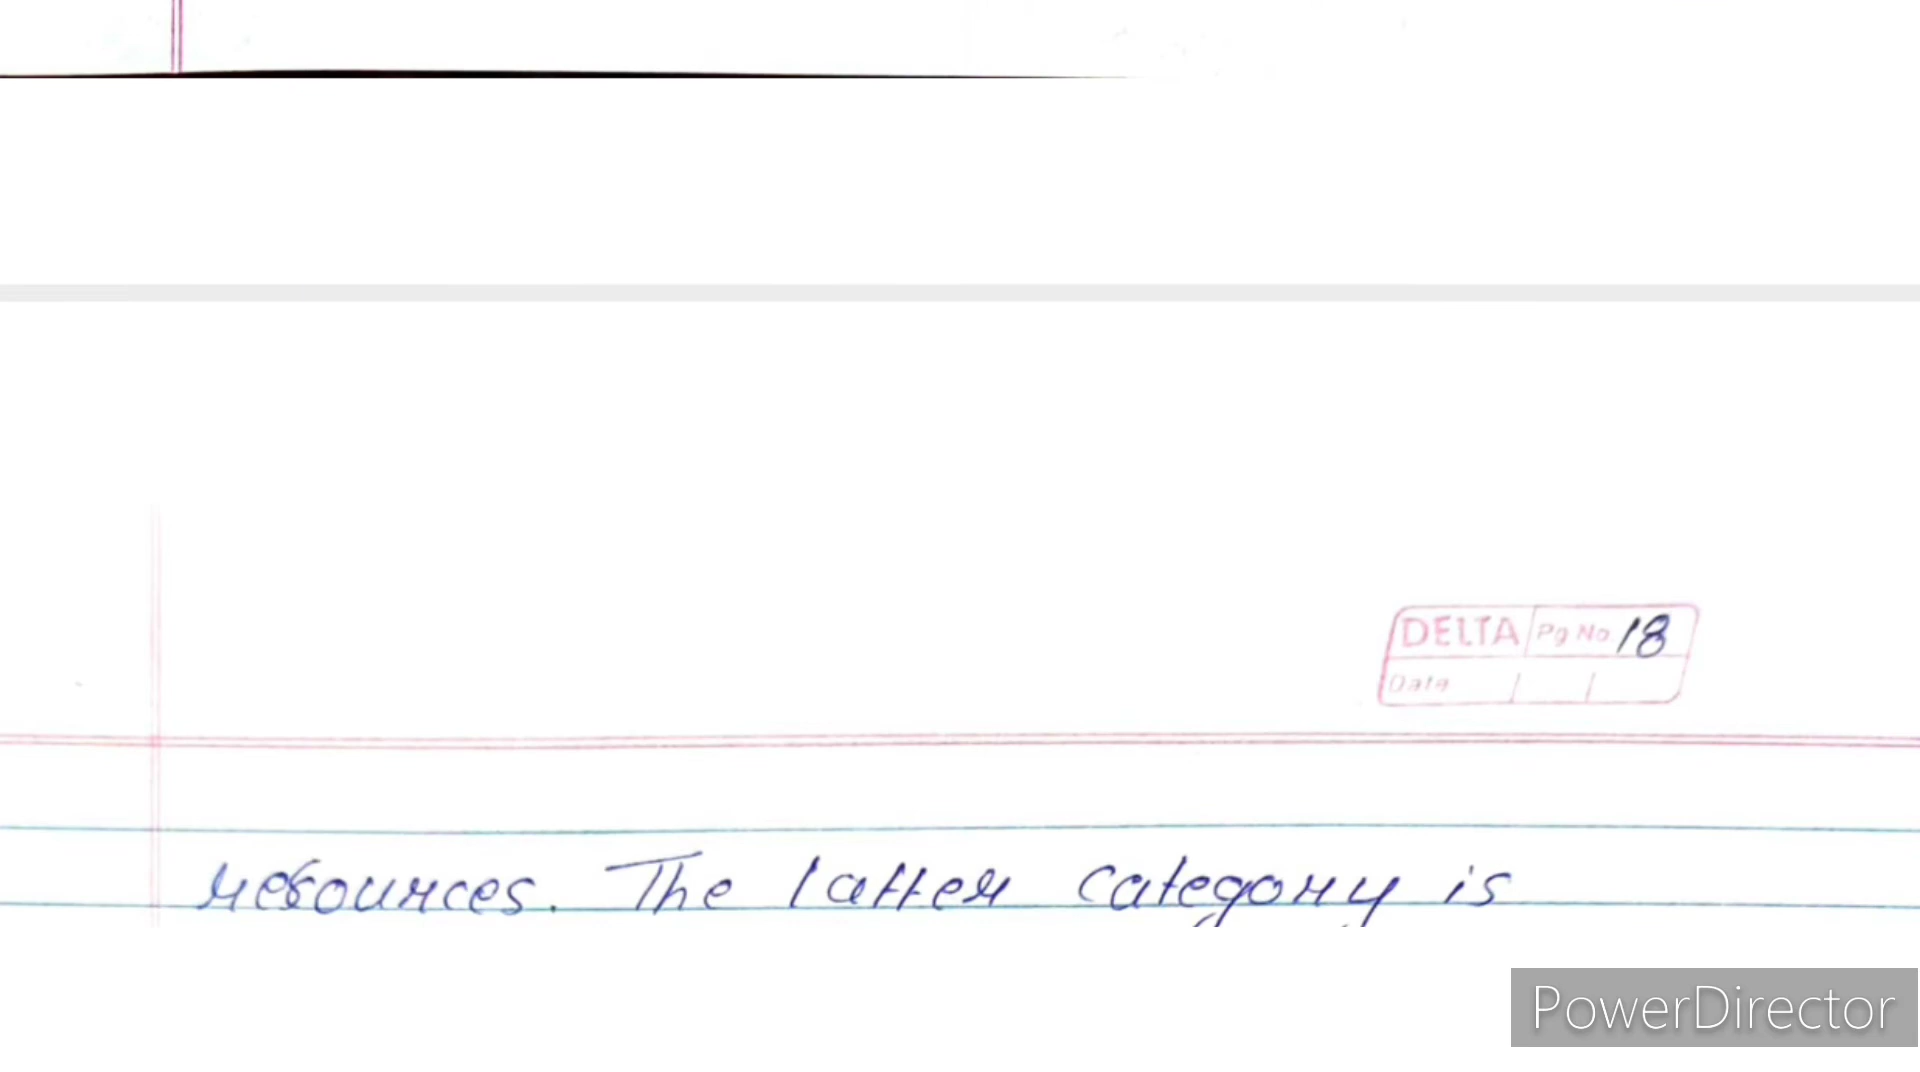 DELTA Pg No. 18
Date
resources. The latter category is
PowerDirector